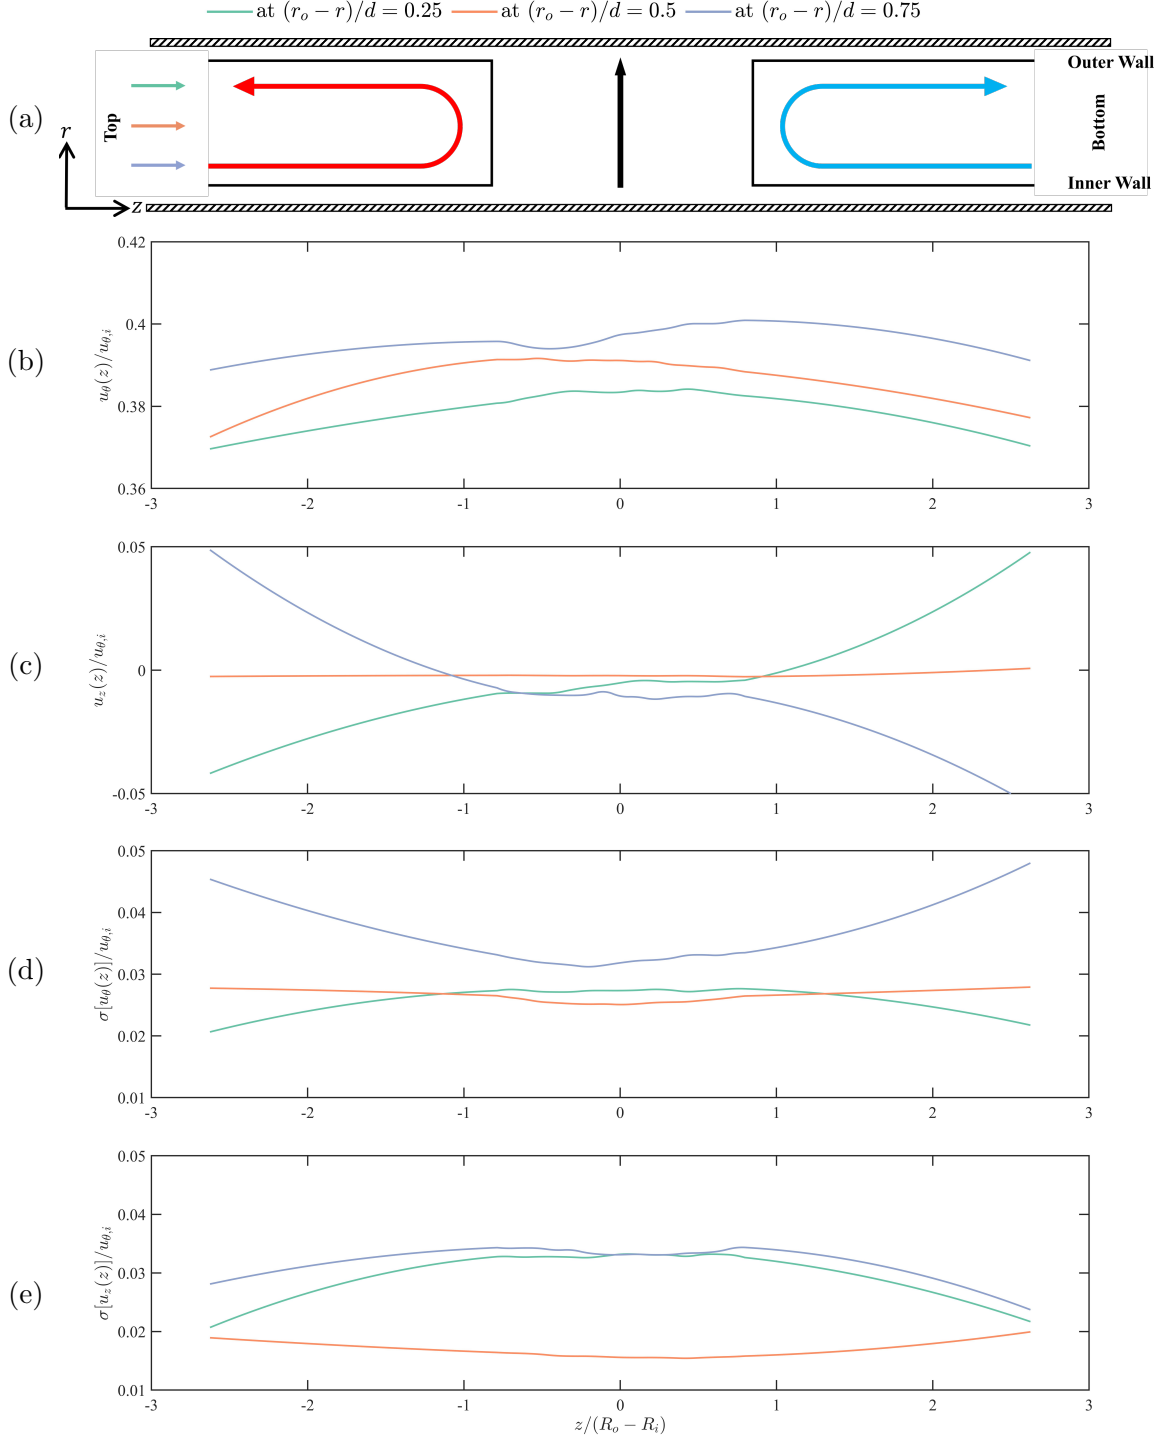 at (r_o − r)/d = 0.25 at (r_o − r)/d = 0.5 at (r_o − r)/d = 0.75
(a)
Top
r
z
Outer Wall
Bottom
Inner Wall
(b)
u_θ(z)/u_{θ,i}
0.42
0.4
0.38
0.36
-3 -2 -1 0 1 2 3
(c)
u_z(z)/u_{θ,i}
0.05
0
-0.05
-3 -2 -1 0 1 2 3
(d)
σ[u_θ(z)]/u_{θ,i}
0.05
0.04
0.03
0.02
0.01
-3 -2 -1 0 1 2 3
(e)
σ[u_z(z)]/u_{θ,i}
0.05
0.04
0.03
0.02
0.01
-3 -2 -1 0 1 2 3
z/(R_o − R_i)